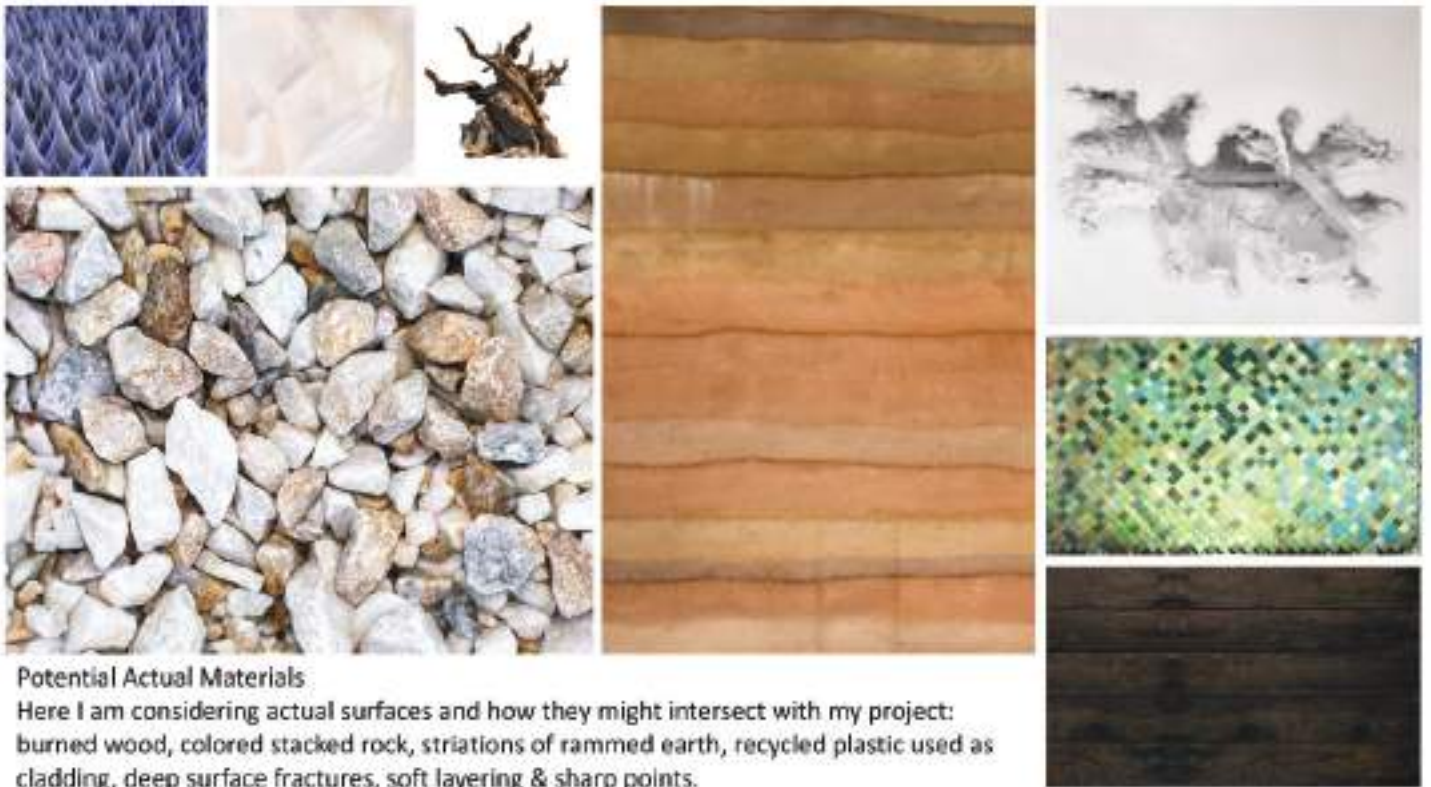 Potential Actual Materials
Here I am considering actual surfaces and how they might intersect with my project:
burned wood, colored stacked rock, striations of rammed earth, recycled plastic used as
cladding, deep surface fractures, soft layering & sharp points.